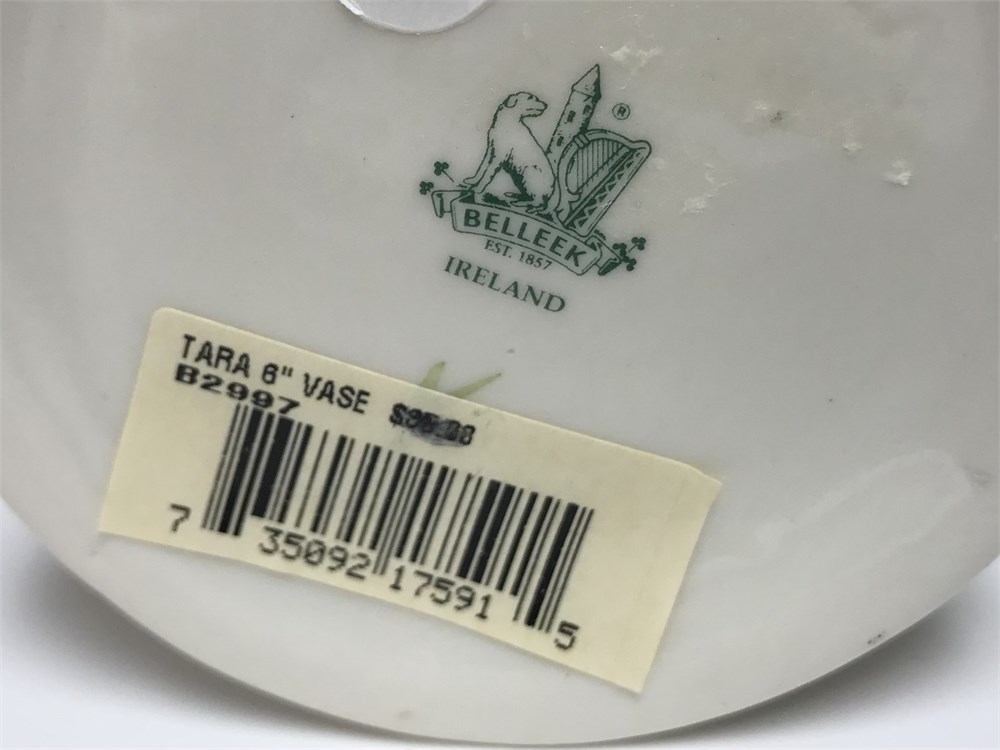 ®
BELLEEK
EST. 1857
IRELAND
TARA 6" VASE
B2997
7 35092 17591 5